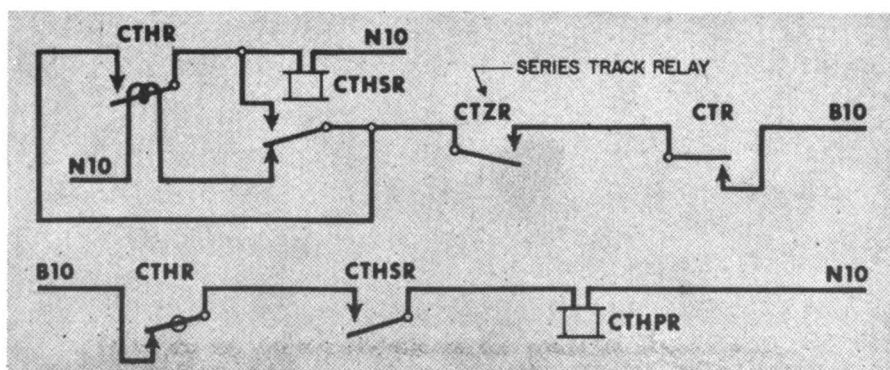 CTHR
N10
CTHSR
SERIES TRACK RELAY
CTZR
CTR
B10
N10
B10
CTHR
CTHSR
N10
CTHPR